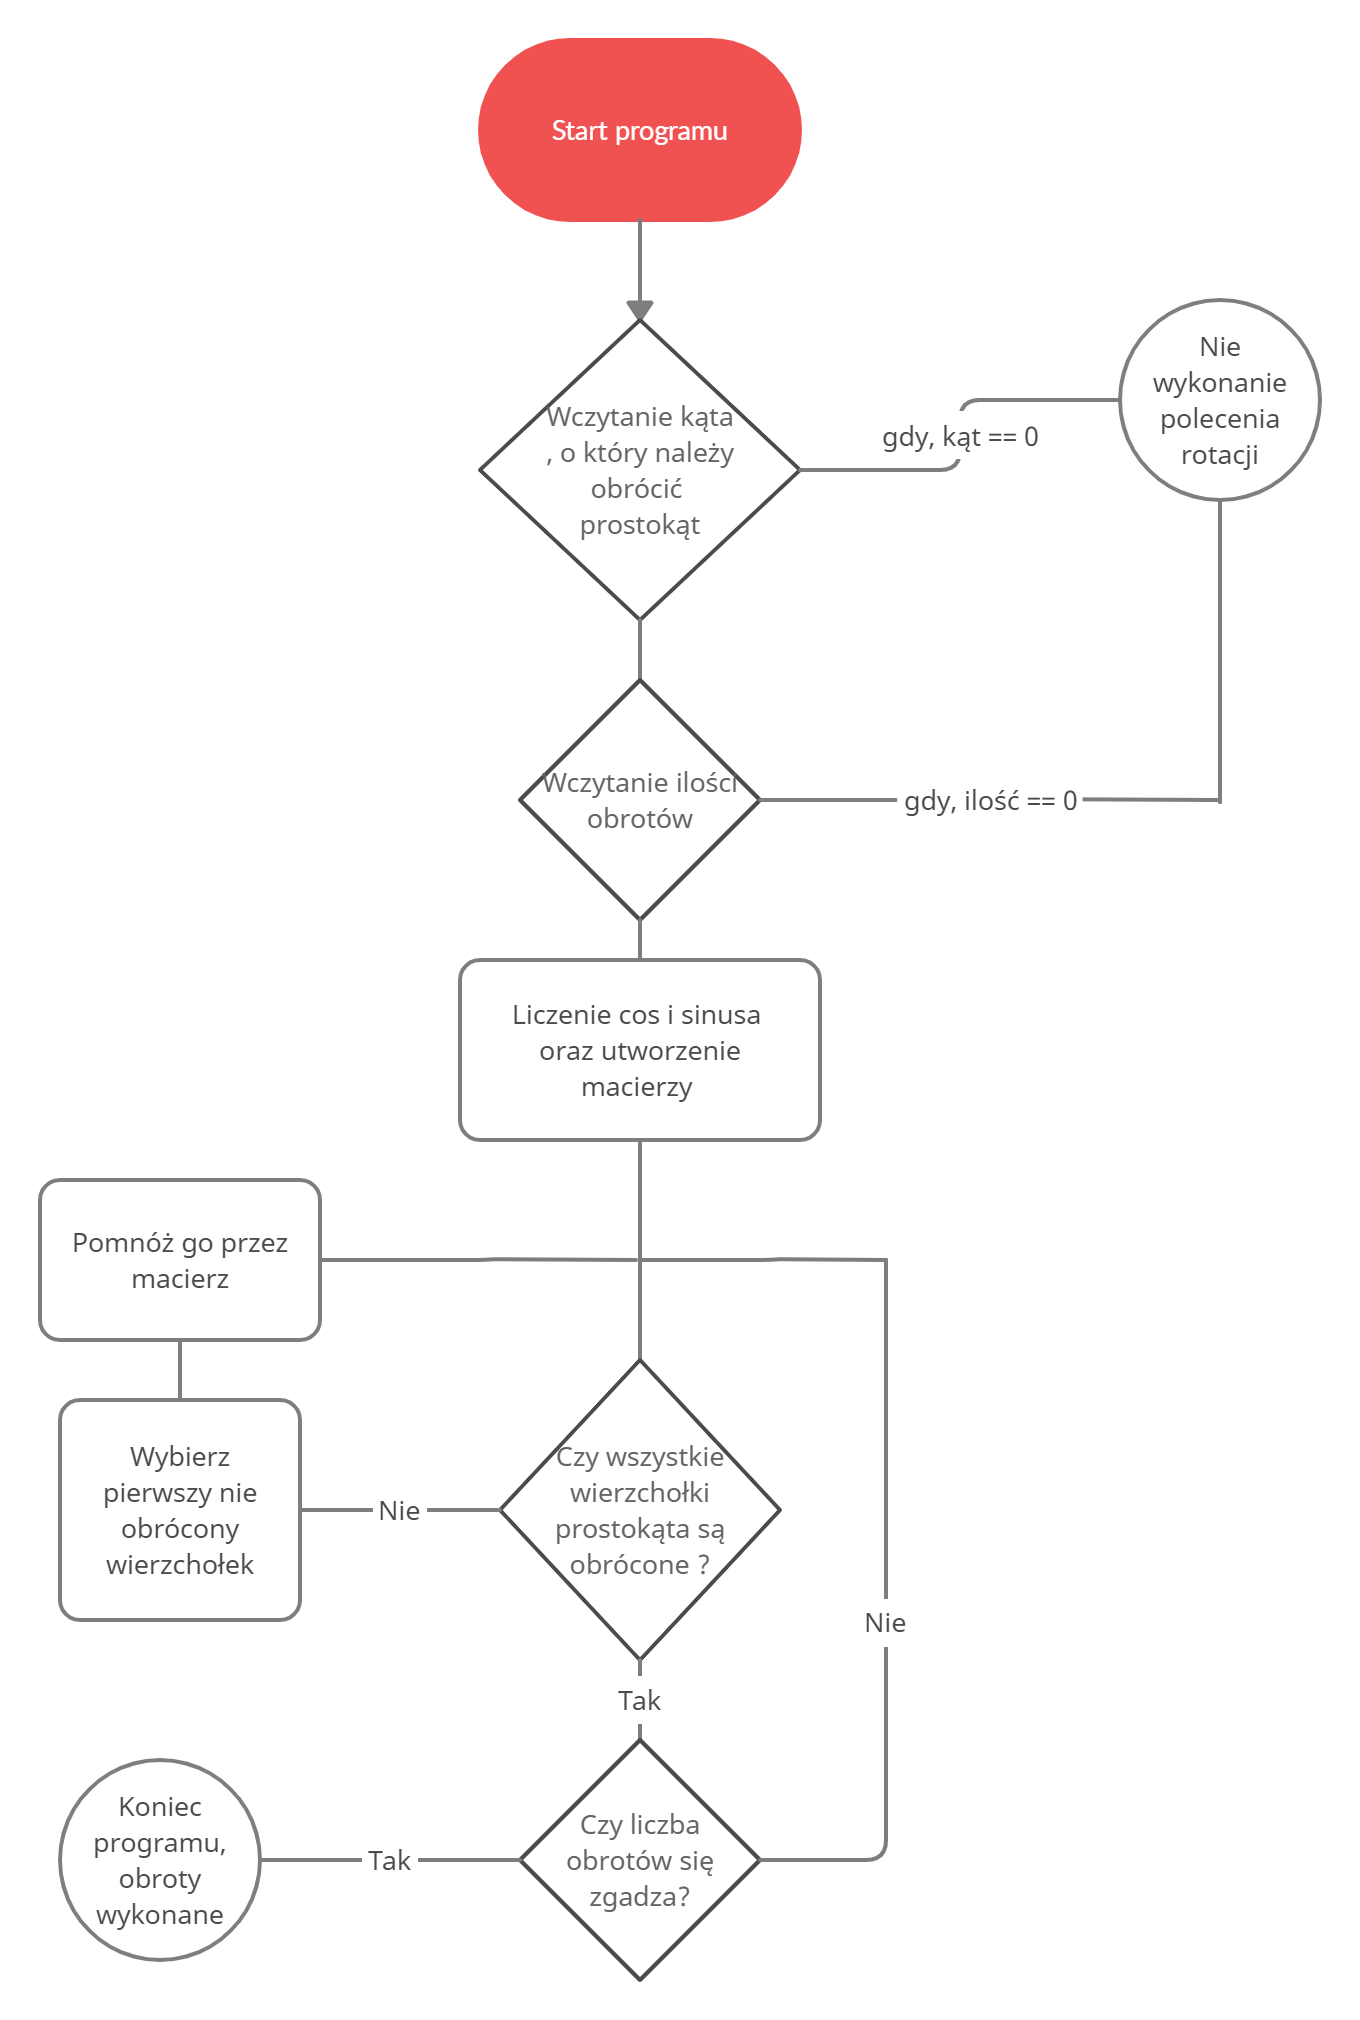 Start programu
Wczytanie kąta
, o który należy
obrócić
prostokąt
gdy, kąt == 0
Nie
wykonanie
polecenia
rotacji
Wczytanie ilości
obrotów
gdy, ilość == 0
Liczenie cos i sinusa
oraz utworzenie
macierzy
Pomnóż go przez
macierz
Wybierz
pierwszy nie
obrócony
wierzchołek
Nie
Czy wszystkie
wierzchołki
prostokąta są
obrócone ?
Nie
Tak
Czy liczba
obrotów się
zgadza?
Tak
Koniec
programu,
obroty
wykonane